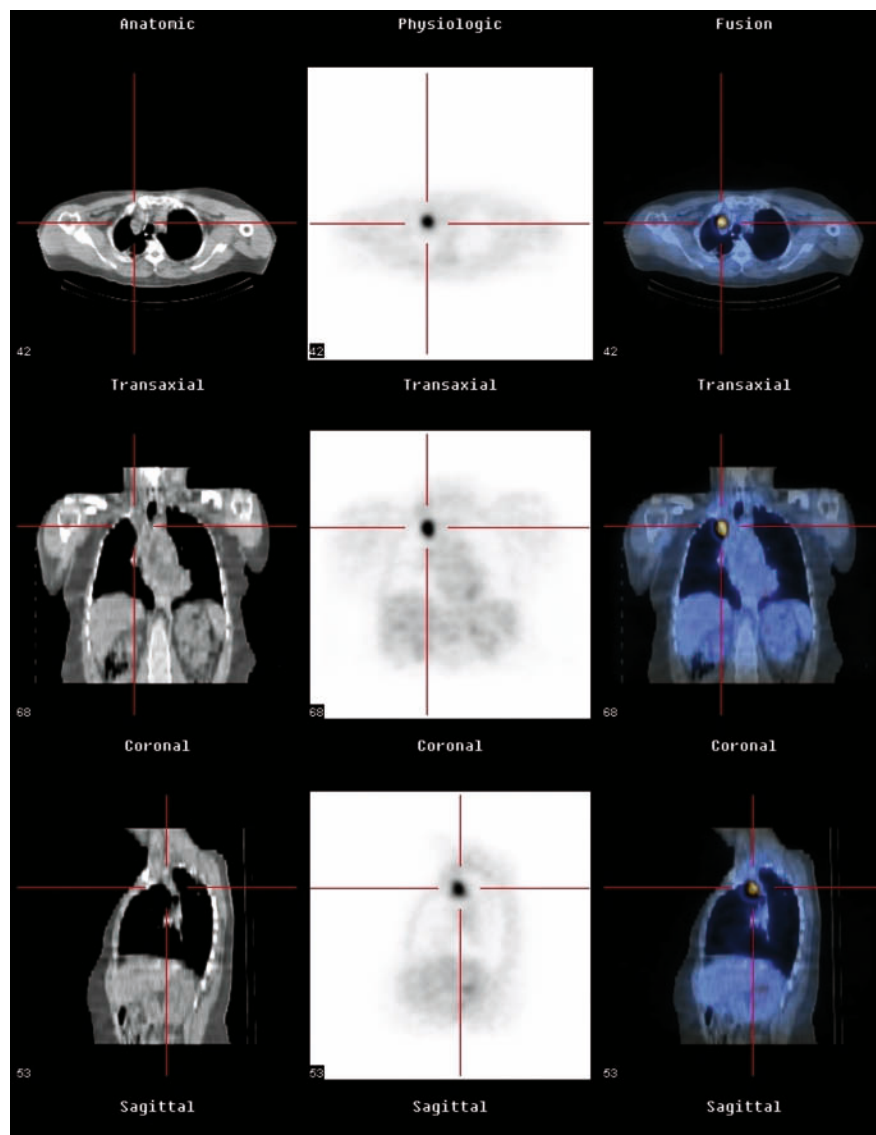 Anatomic Physiologic Fusion
42 42 42
Transaxial Transaxial Transaxial
68 68 68
Coronal Coronal Coronal
53 53 53
Sagittal Sagittal Sagittal